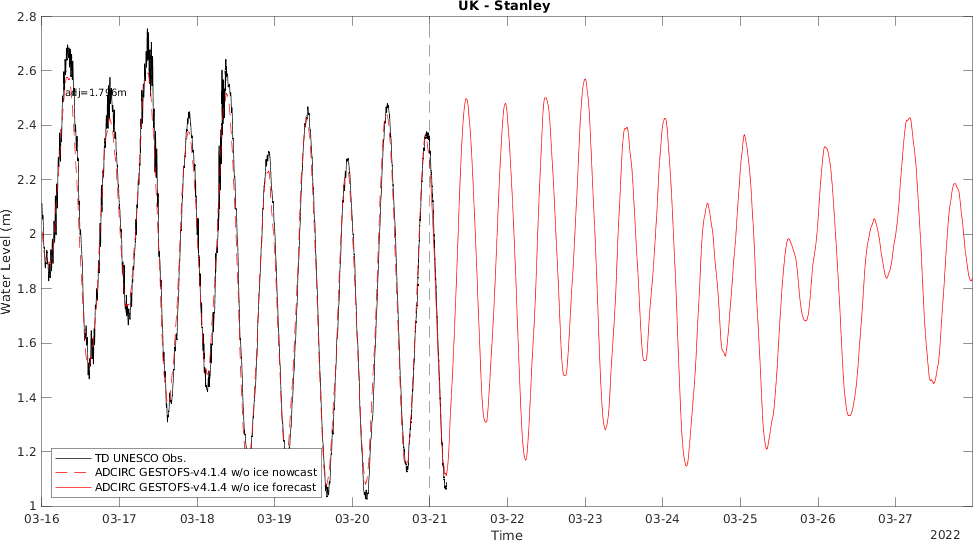 UK - Stanley
2.8
2.6
2.4
2.2
2
1.8
1.6
1.4
1.2
1
Water Level (m)
adj=1.796m
TD UNESCO Obs.
ADCIRC GESTOFS-v4.1.4 w/o ice nowcast
ADCIRC GESTOFS-v4.1.4 w/o ice forecast
03-16 03-17 03-18 03-19 03-20 03-21 03-22 03-23 03-24 03-25 03-26 03-27
Time
2022